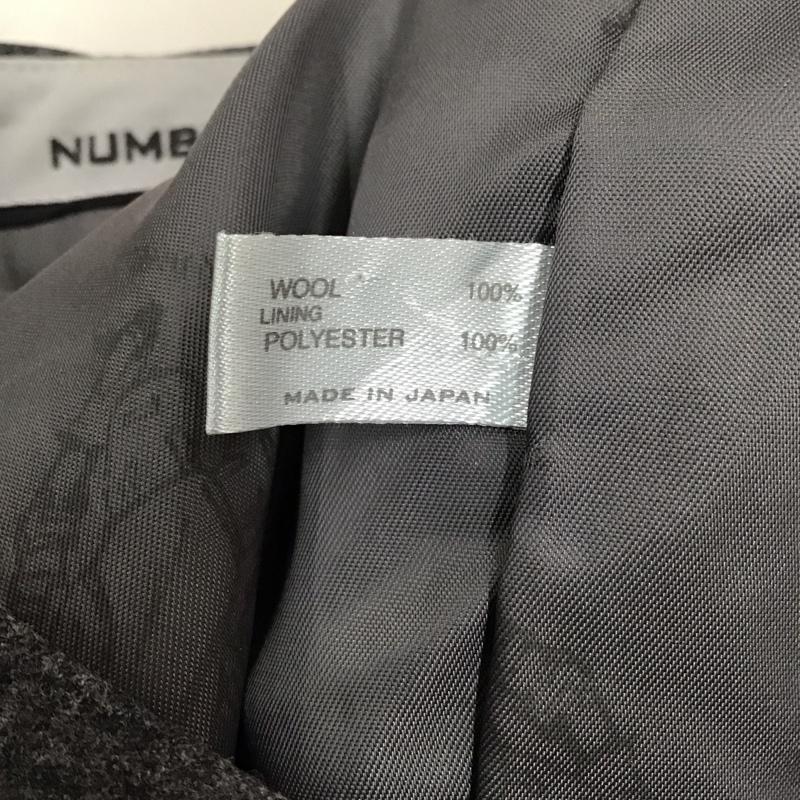 NUMB
WOOL 100%
LINING
POLYESTER 100%
MADE IN JAPAN